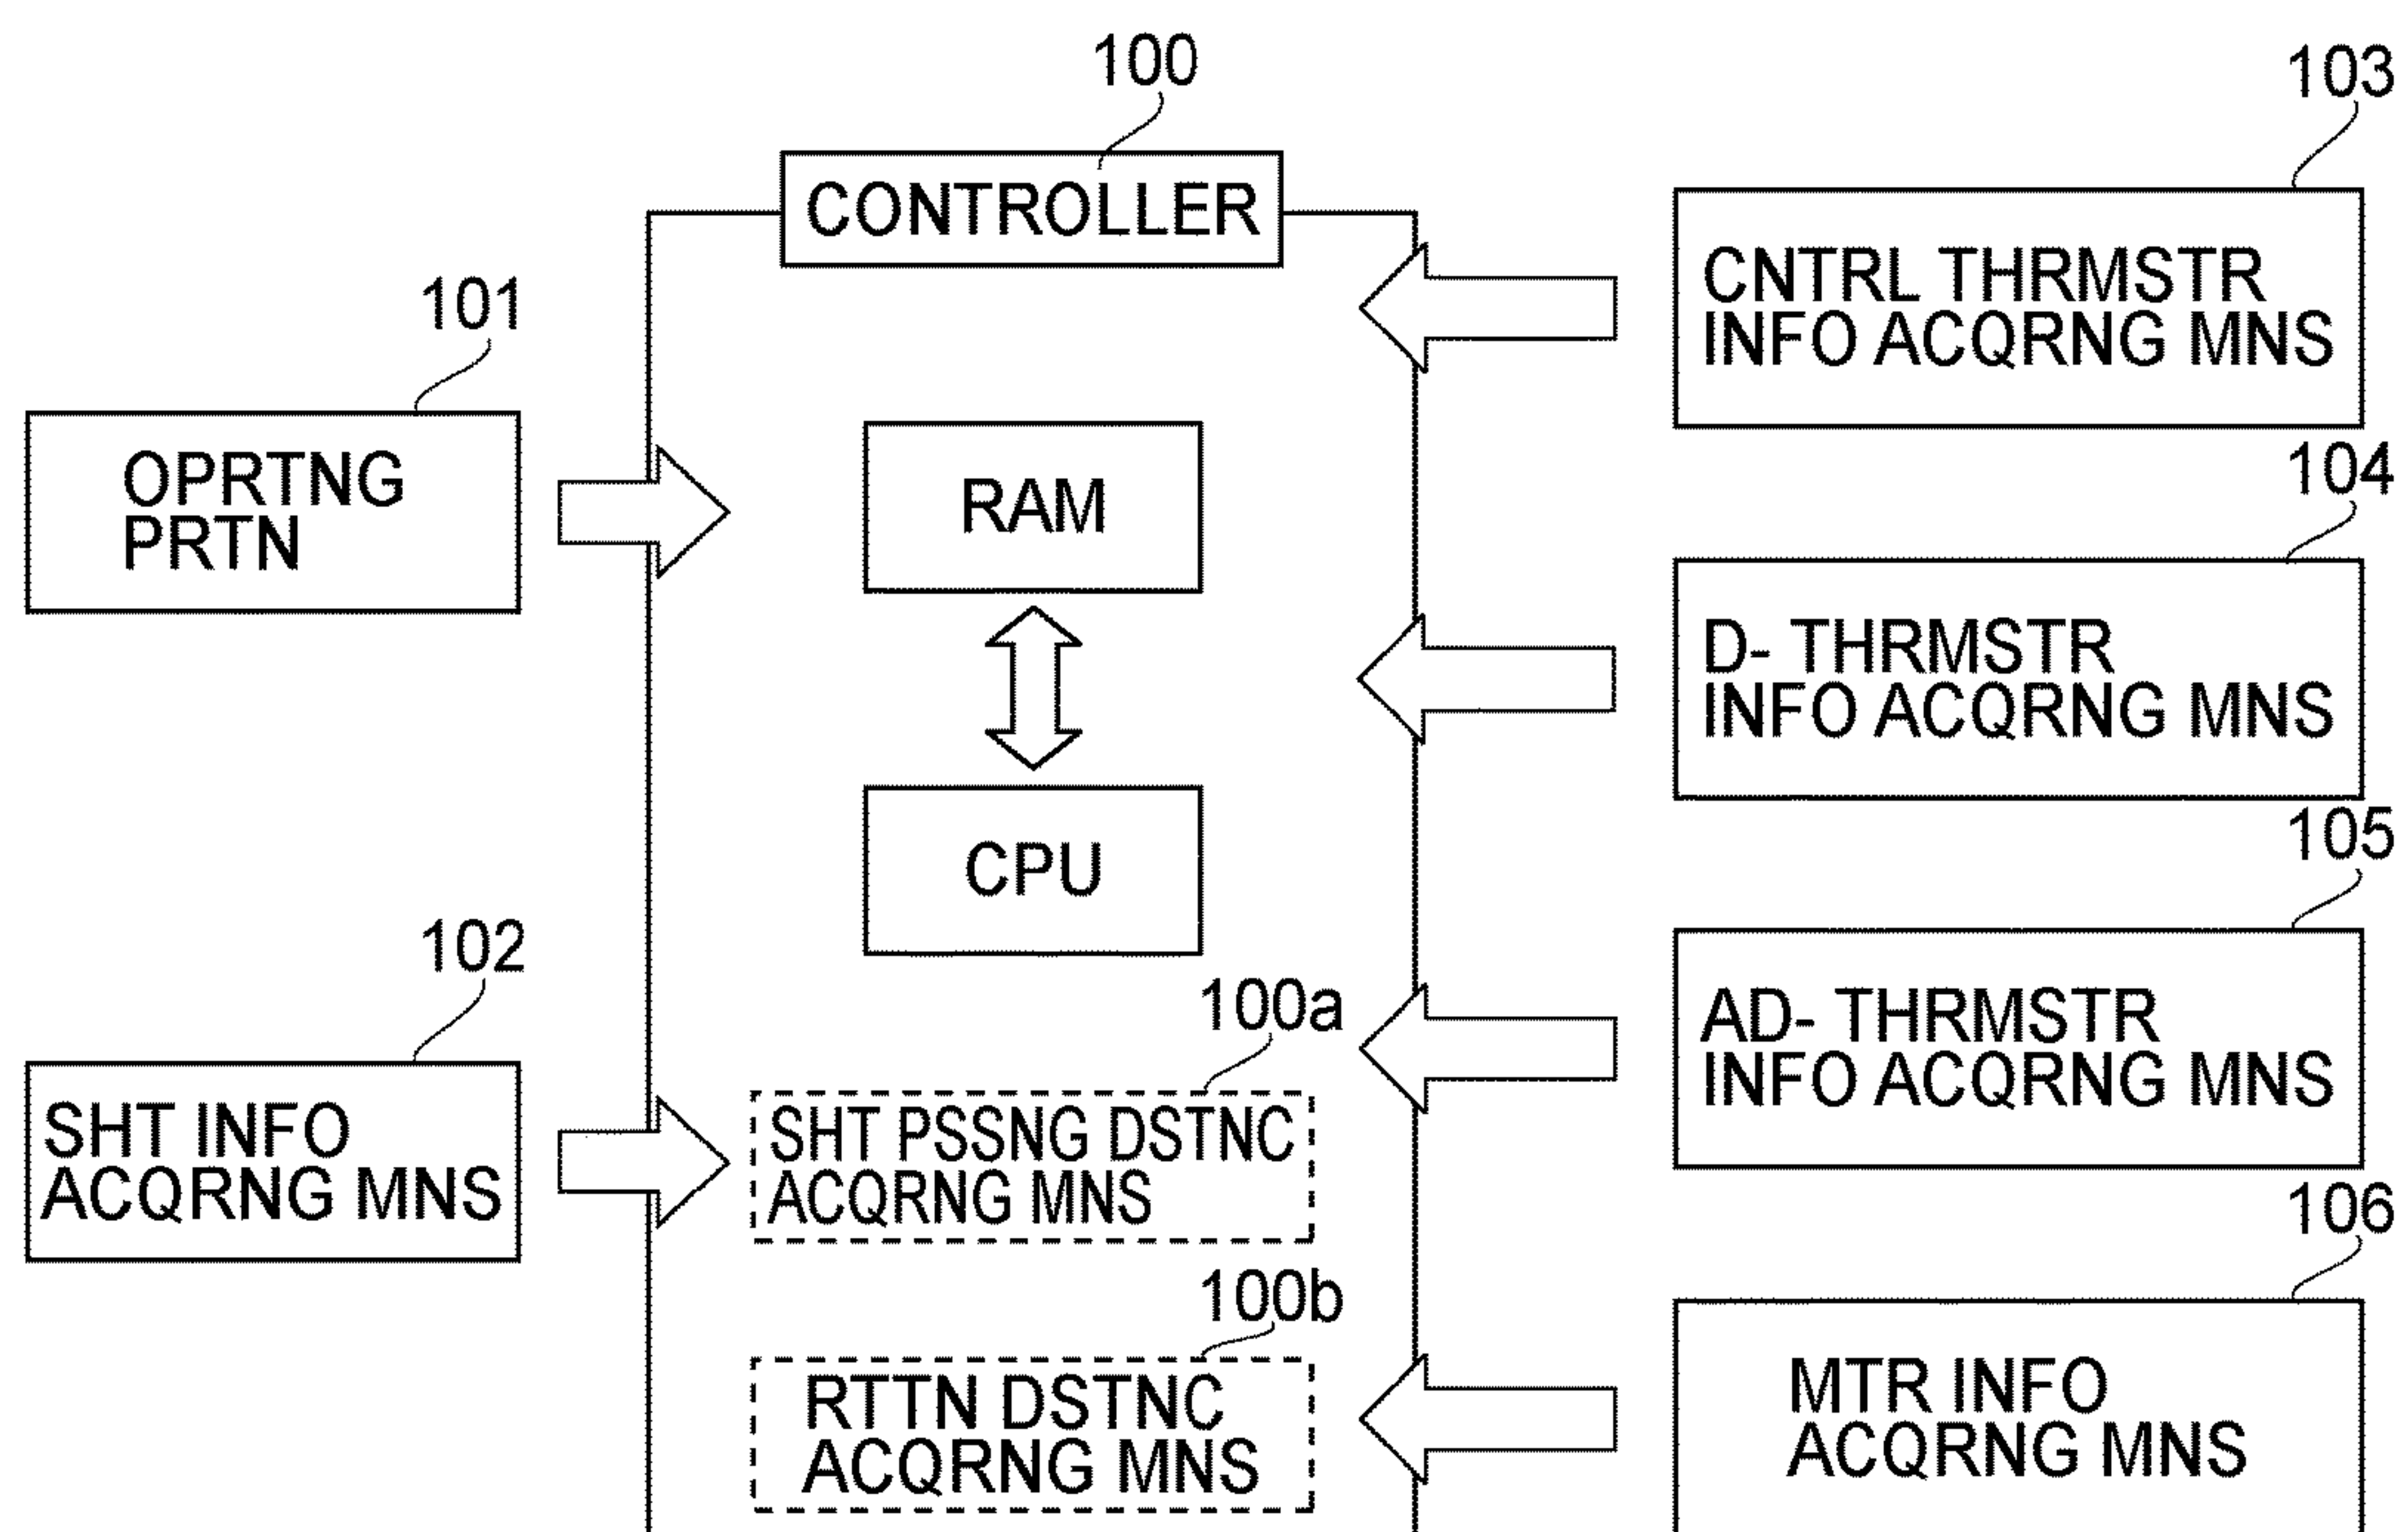 100
CONTROLLER
101
OPRTNG
PRTN
102
SHT INFO
ACQRNG MNS
RAM
CPU
100a
SHT PSSNG DSTNC
ACQRNG MNS
100b
RTTN DSTNC
ACQRNG MNS
103
CNTRL THRMSTR
INFO ACQRNG MNS
104
D- THRMSTR
INFO ACQRNG MNS
105
AD- THRMSTR
INFO ACQRNG MNS
106
MTR INFO
ACQRNG MNS